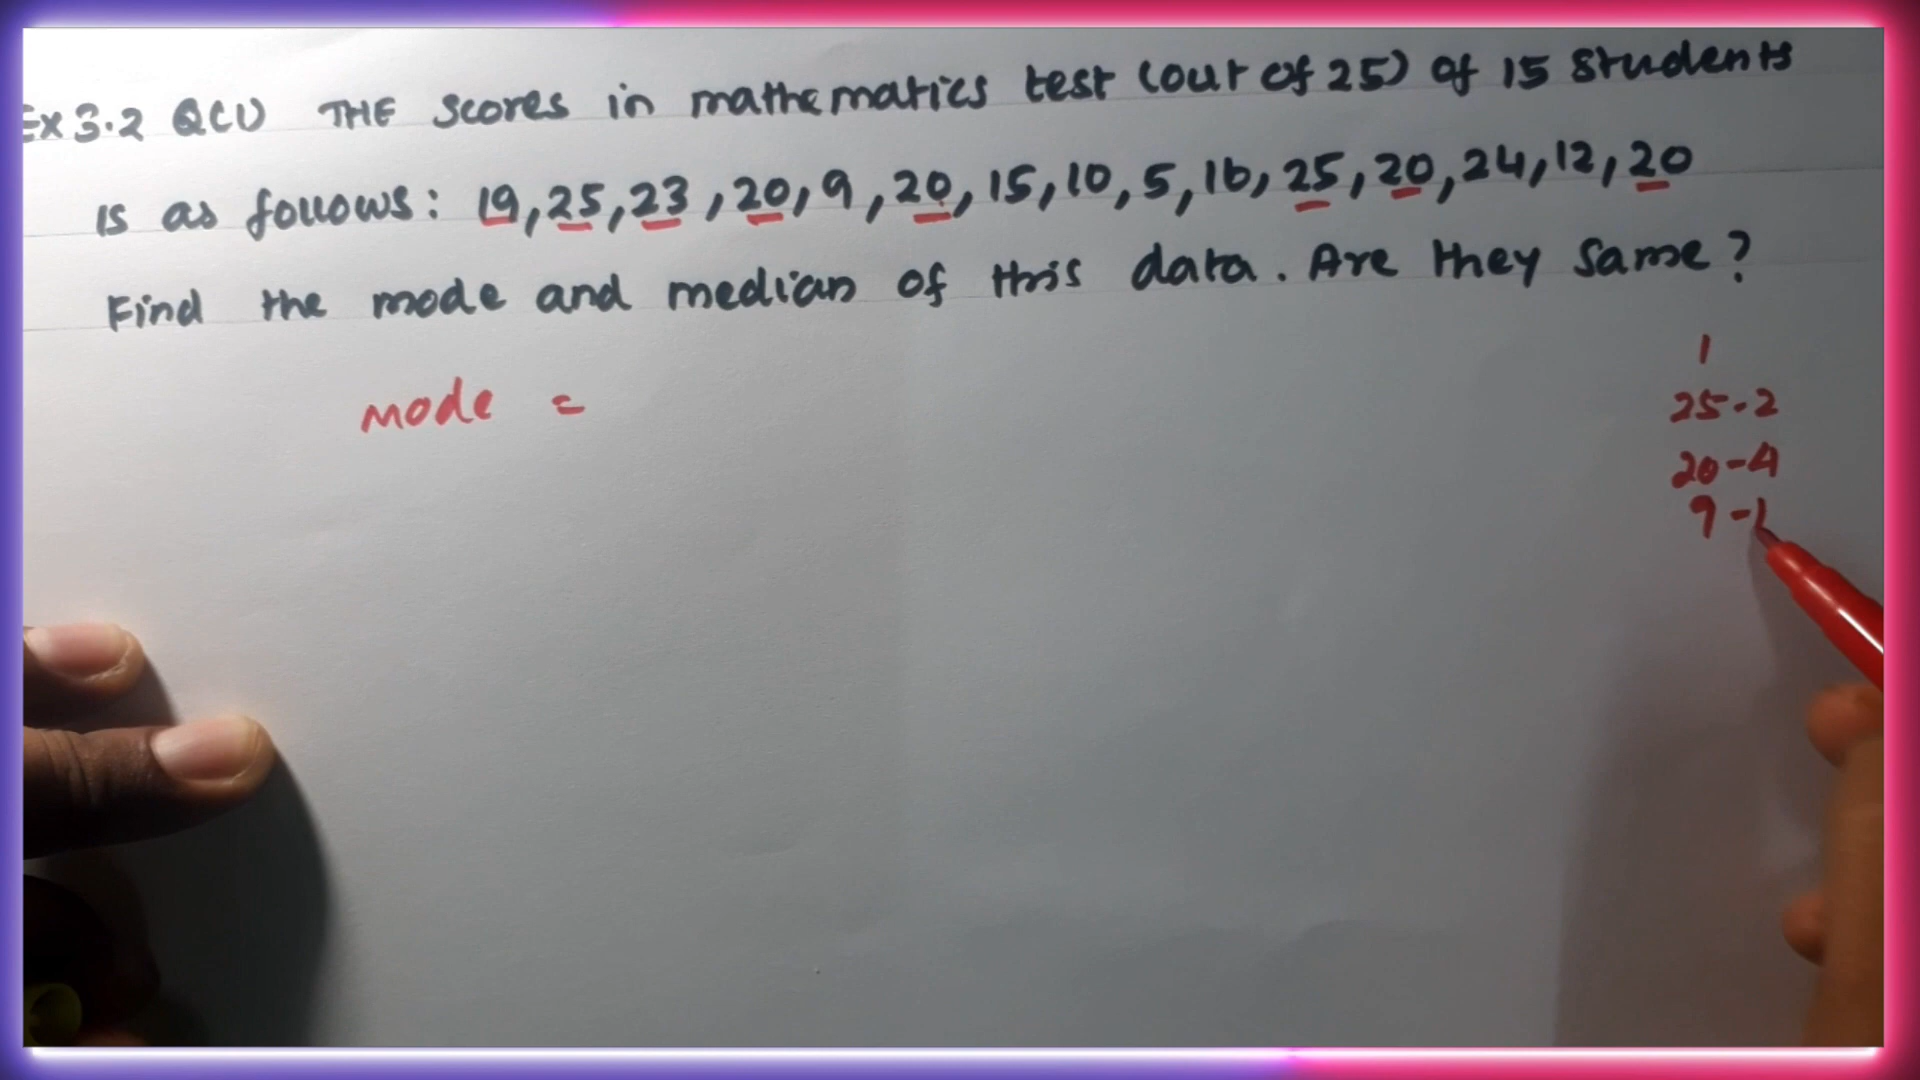 Ex 3.2 Q(1) THE scores in mathematics test (out of 25) of 15 students
is as follows: 19, 25, 23, 20, 9, 20, 15, 10, 5, 16, 25, 20, 24, 12, 20
Find the mode and median of this data. Are they same?
1
mode =
25-2
20-4
9-1